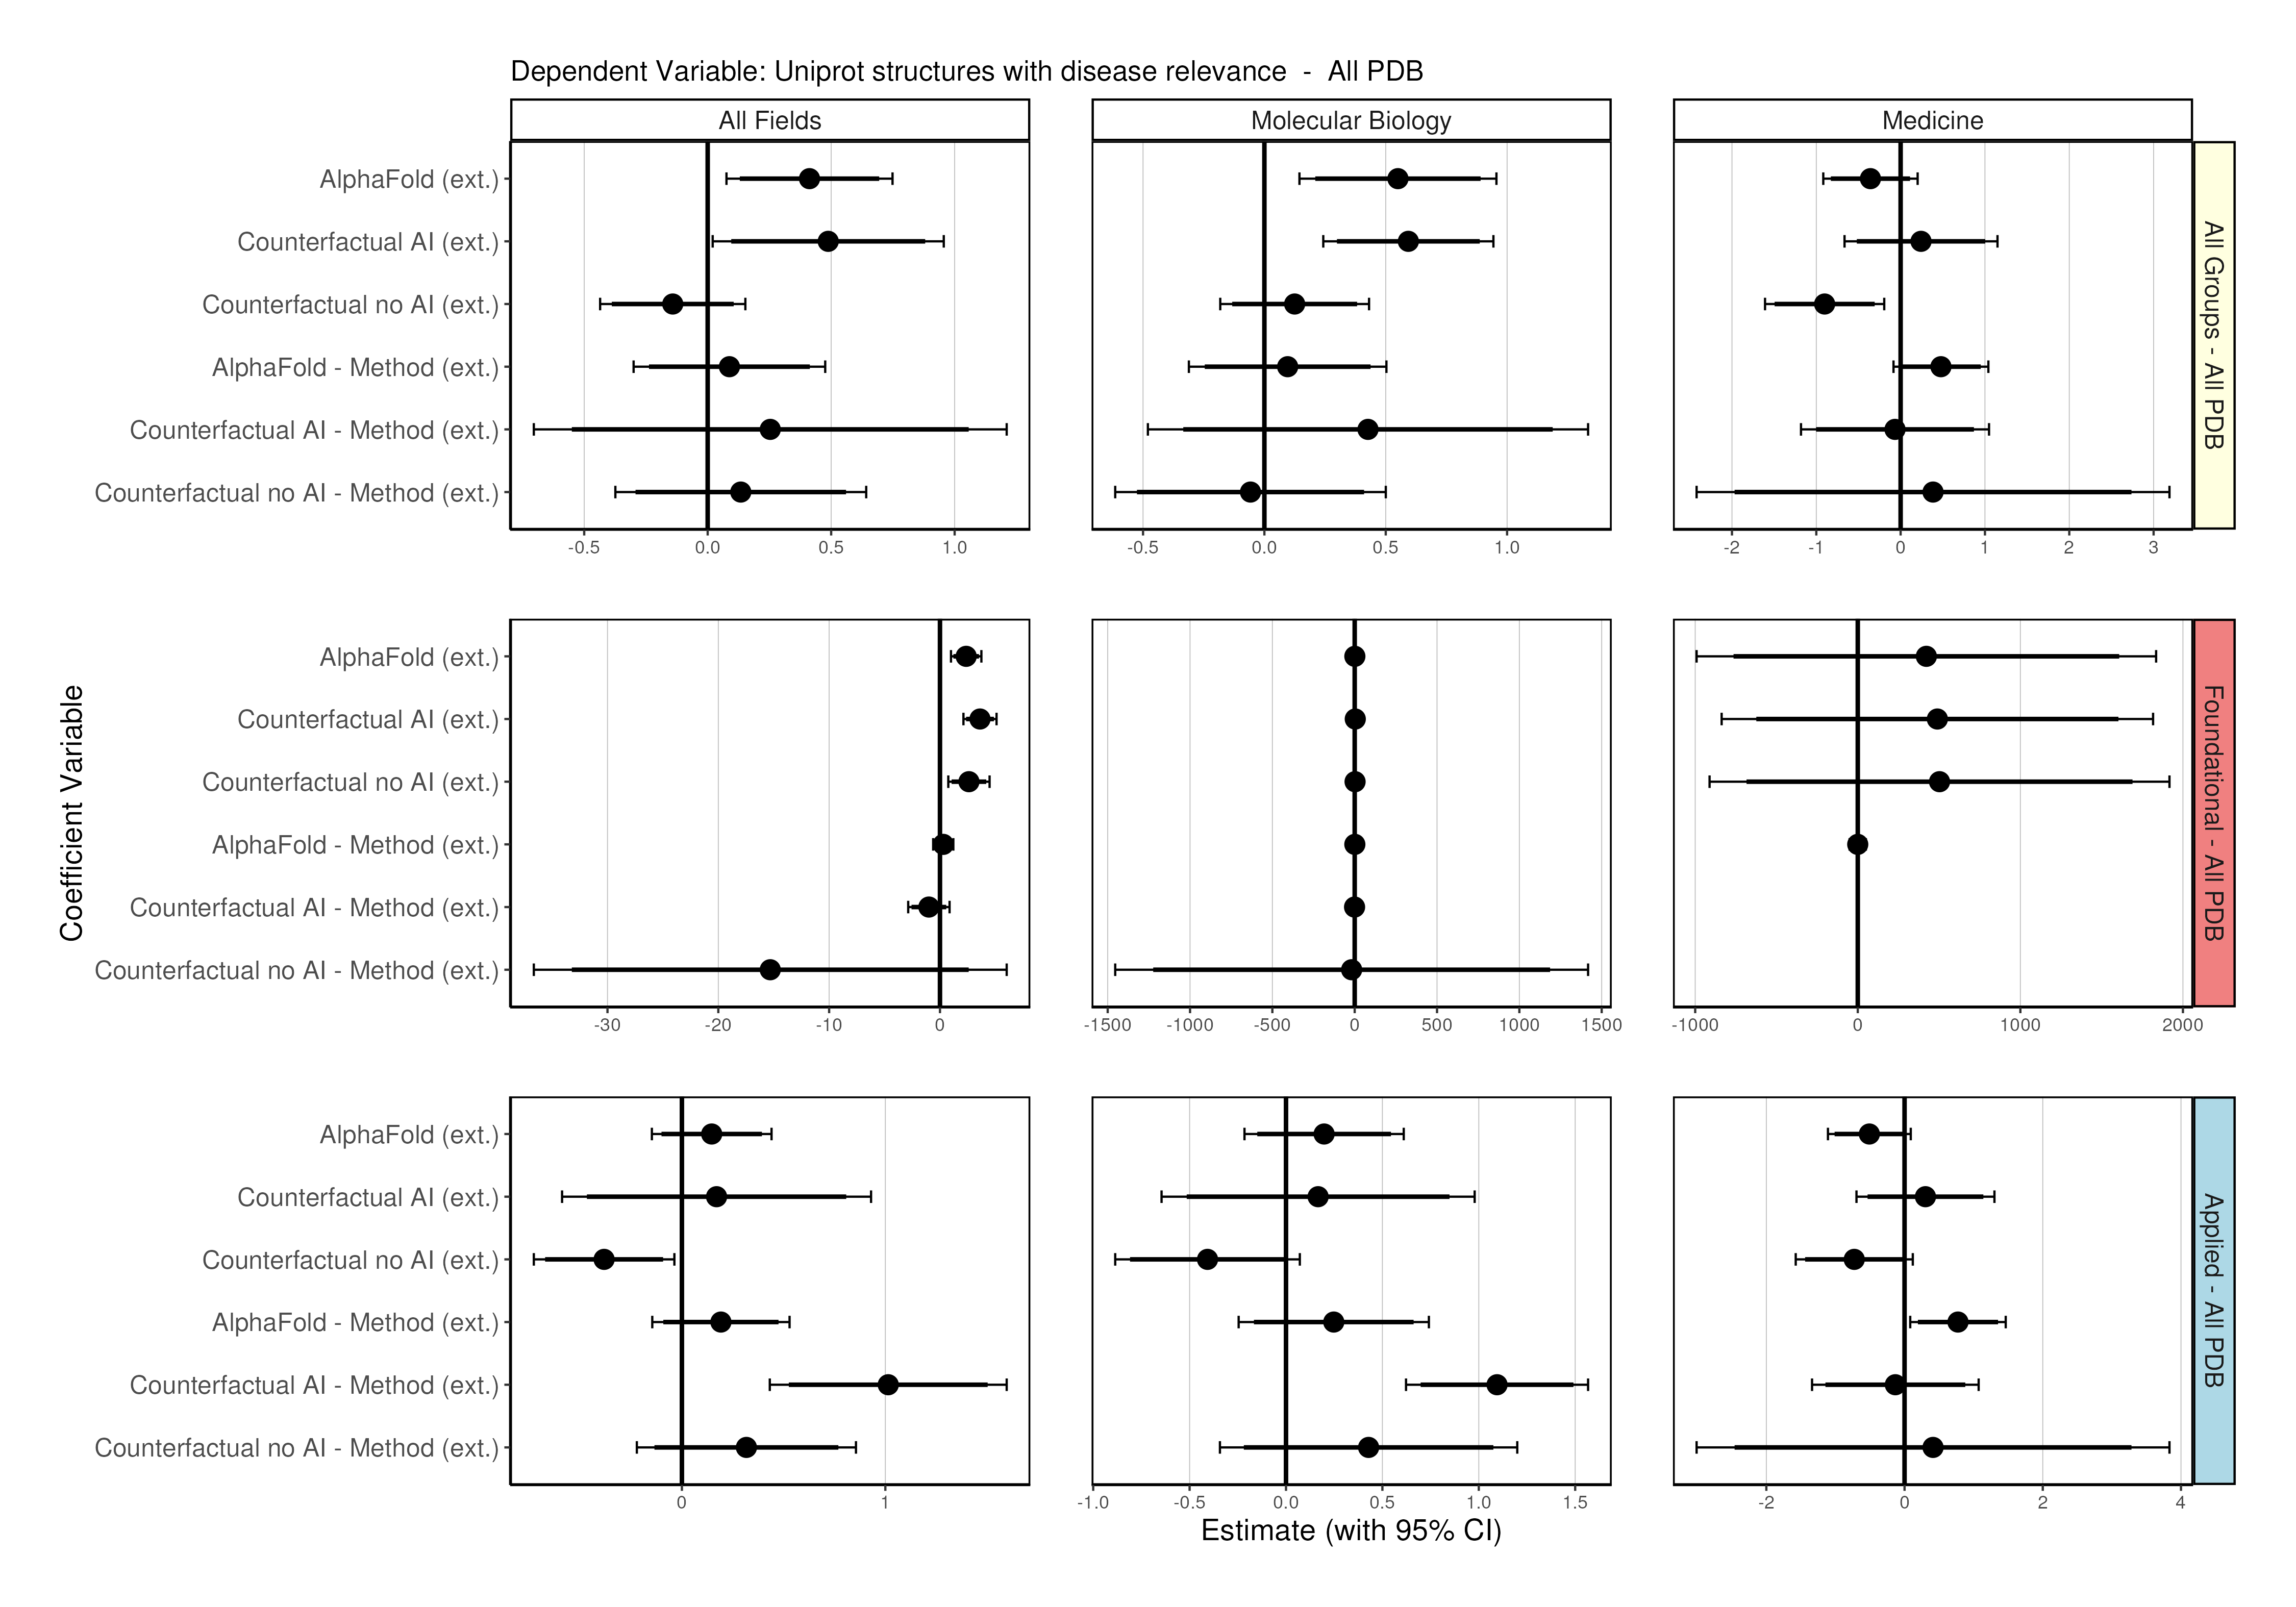 Dependent Variable: Uniprot structures with disease relevance - All PDB
All Fields
Molecular Biology
Medicine
AlphaFold (ext.)
Counterfactual AI (ext.)
Counterfactual no AI (ext.)
AlphaFold - Method (ext.)
Counterfactual AI - Method (ext.)
Counterfactual no AI - Method (ext.)
All Groups - All PDB
-0.5 0.0 0.5 1.0
-0.5 0.0 0.5 1.0
-2 -1 0 1 2 3
Coefficient Variable
AlphaFold (ext.)
Counterfactual AI (ext.)
Counterfactual no AI (ext.)
AlphaFold - Method (ext.)
Counterfactual AI - Method (ext.)
Counterfactual no AI - Method (ext.)
Foundational - All PDB
-30 -20 -10 0
-1500 -1000 -500 0 500 1000 1500
-1000 0 1000 2000
AlphaFold (ext.)
Counterfactual AI (ext.)
Counterfactual no AI (ext.)
AlphaFold - Method (ext.)
Counterfactual AI - Method (ext.)
Counterfactual no AI - Method (ext.)
Applied - All PDB
0 1
-1.0 -0.5 0.0 0.5 1.0 1.5
-2 0 2 4
Estimate (with 95% CI)